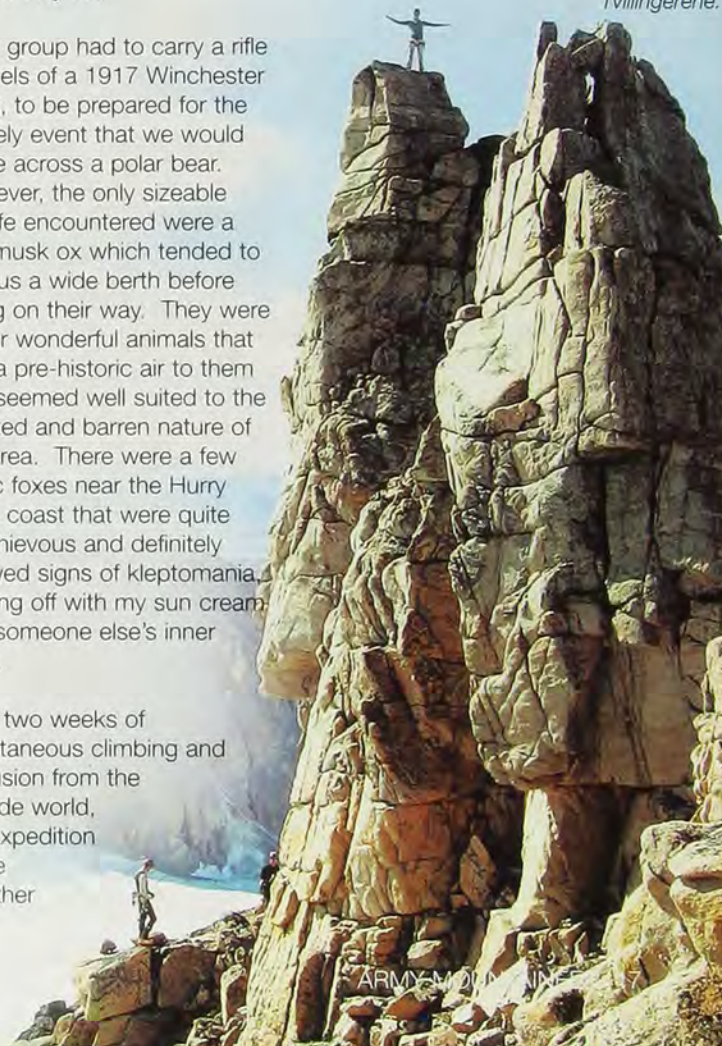 Tvillingerene.
group had to carry a rifle
els of a 1917 Winchester
, to be prepared for the
ely event that we would
e across a polar bear.
ever, the only sizeable
fe encountered were a
musk ox which tended to
us a wide berth before
g on their way. They were
r wonderful animals that
a pre-historic air to them
seemed well suited to the
ed and barren nature of
rea. There were a few
c foxes near the Hurry
coast that were quite
hievous and definitely
ved signs of kleptomania,
ng off with my sun cream
someone else's inner
two weeks of
taneous climbing and
usion from the
de world,
xpedition
e
ther
ARMY MOUNTAINEER 17